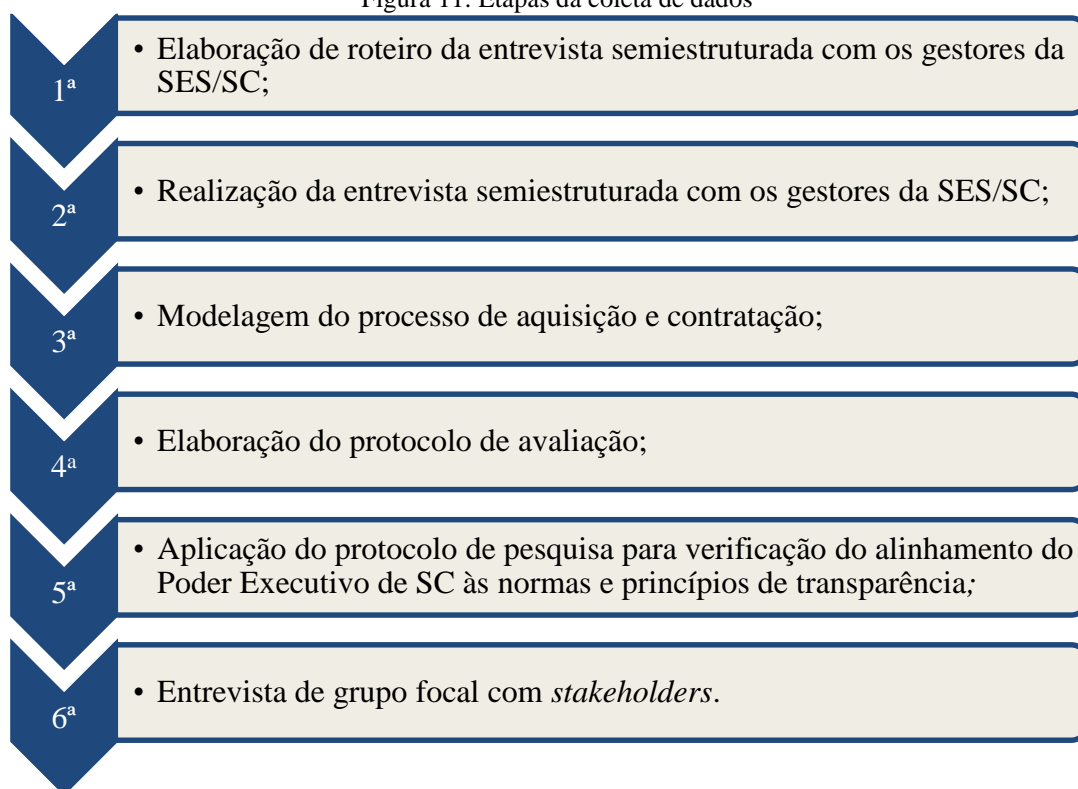 Figura 11: Etapas da coleta de dados
1ª
• Elaboração de roteiro da entrevista semiestruturada com os gestores da
SES/SC;
2ª
• Realização da entrevista semiestruturada com os gestores da SES/SC;
3ª
• Modelagem do processo de aquisição e contratação;
4ª
• Elaboração do protocolo de avaliação;
5ª
• Aplicação do protocolo de pesquisa para verificação do alinhamento do
Poder Executivo de SC às normas e princípios de transparência;
6ª
• Entrevista de grupo focal com stakeholders.